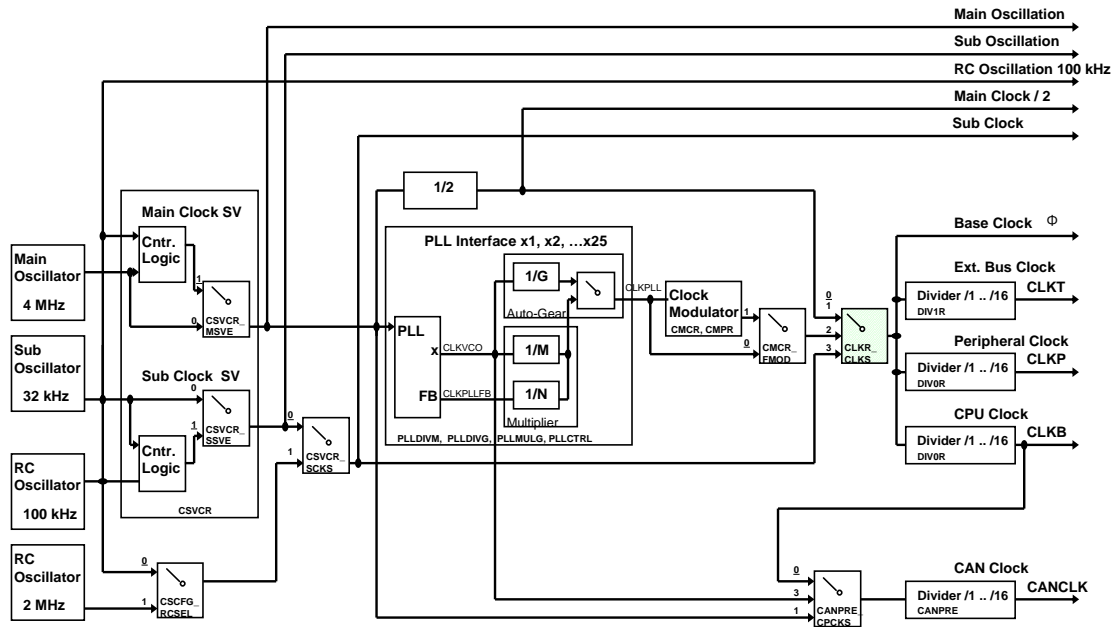 Main Oscillation
Sub Oscillation
RC Oscillation 100 kHz
Main Clock / 2
Sub Clock
1/2
Main Clock SV
Cntr.
Logic
1
0
CSVCR_
MSVE
Main
Oscillator
4 MHz
Sub
Oscillator
32 kHz
Sub Clock SV
0
1
CSVCR_
SSVE
Cntr.
Logic
CSVCR
RC
Oscillator
100 kHz
RC
Oscillator
2 MHz
0
1
CSCFG_
RCSEL
0
1
CSVCR_
SCKS
PLL Interface x1, x2, ...x25
PLL
x
FB
CLKVCO
CLKPLLFB
1/G
Auto-Gear
1/M
1/N
Multiplier
PLLDIVM, PLLDIVG, PLLMULG, PLLCTRL
CLKPLL
Clock
Modulator
CMCR, CMPR
1
0
CMCR_
FMOD
0
1
2
3
CLKR_
CLKS
Base Clock Φ
Ext. Bus Clock
Divider /1 .. /16
DIV1R
CLKT
Peripheral Clock
Divider /1 .. /16
DIV0R
CLKP
CPU Clock
Divider /1 .. /16
DIV0R
CLKB
0
3
1
CANPRE_
CPCKS
CAN Clock
Divider /1 .. /16
CANPRE
CANCLK